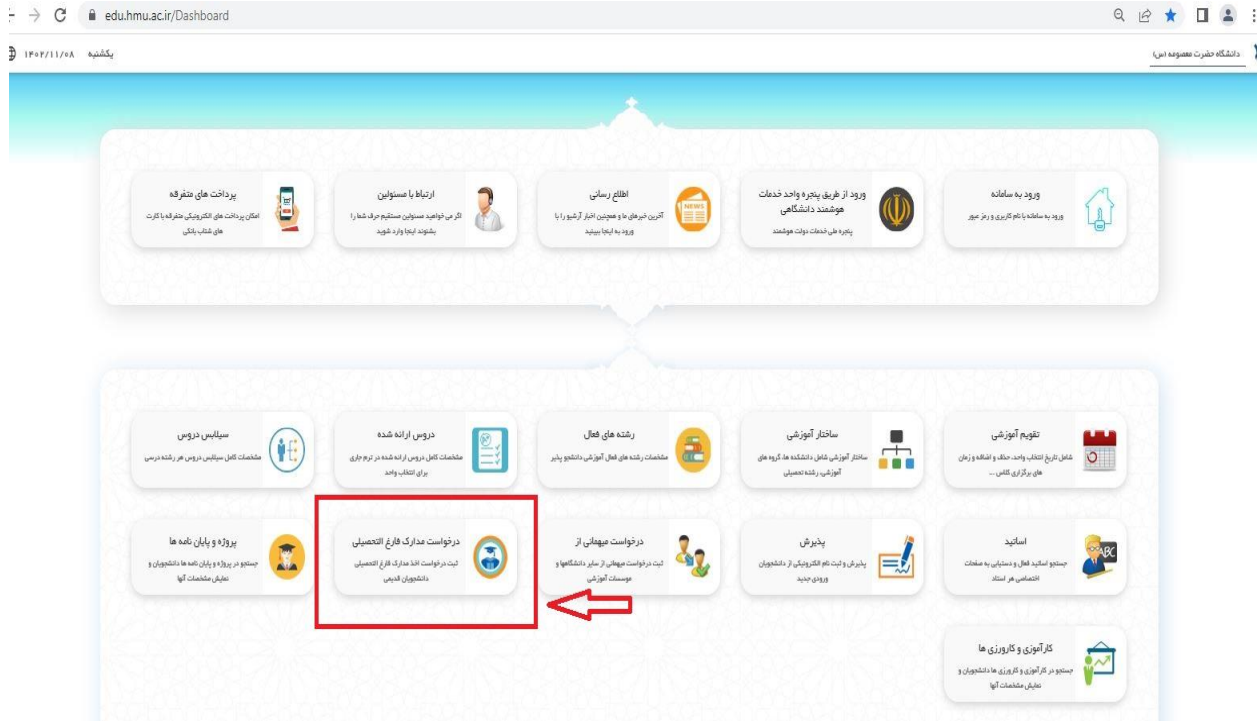 edu.hmu.ac.ir/Dashboard
دانشگاه حضرت معصومه (س)
یکشنبه ۱۴۰۲/۱۱/۰۸
ورود به سامانه
ورود به سامانه با نام کاربری و رمز عبور
ورود از طریق پنجره واحد خدمات
هوشمند دانشگاهی
پنجره ملی خدمات دولت هوشمند
اطلاع رسانی
NEWS
آخرین خبرهای ما و همچنین اخبار آرشیو را با
ورود به اینجا ببینید
ارتباط با مسئولین
اگر می‌خواهید مسئولین مستقیم حرف شما را
بشنوند اینجا وارد شوید
پرداخت های متفرقه
امکان پرداخت های الکترونیکی متفرقه با کارت
های شتاب بانکی
تقویم آموزشی
شامل تاریخ انتخاب واحد، حذف و اضافه و زمان
های برگزاری کلاس ...
ساختار آموزشی
ساختار آموزشی شامل دانشکده ها، گروه های
آموزشی، رشته تحصیلی
رشته های فعال
مشخصات رشته های فعال آموزشی دانشجو پذیر
دروس ارائه شده
مشخصات کامل دروس ارائه شده در ترم جاری
برای انتخاب واحد
سیلابس دروس
مشخصات کامل سیلابس دروس هر رشته درسی
اساتید
ABC
جستجو اساتید فعال و دستیابی به صفحات
اختصاصی هر استاد
پذیرش
پذیرش و ثبت نام الکترونیکی از دانشجویان
ورودی جدید
درخواست میهمانی از
ثبت درخواست میهمانی از سایر دانشگاهها و
موسسات آموزشی
درخواست مدارک فارغ التحصیلی
ثبت درخواست اخذ مدارک فارغ التحصیلی
دانشجویان قدیمی
پروژه و پایان نامه ها
جستجو در پروژه و پایان نامه ها دانشجویان و
نمایش مشخصات آنها
کارآموزی و کارورزی ها
جستجو در کارآموزی و کارورزی ها دانشجویان و
نمایش مشخصات آنها